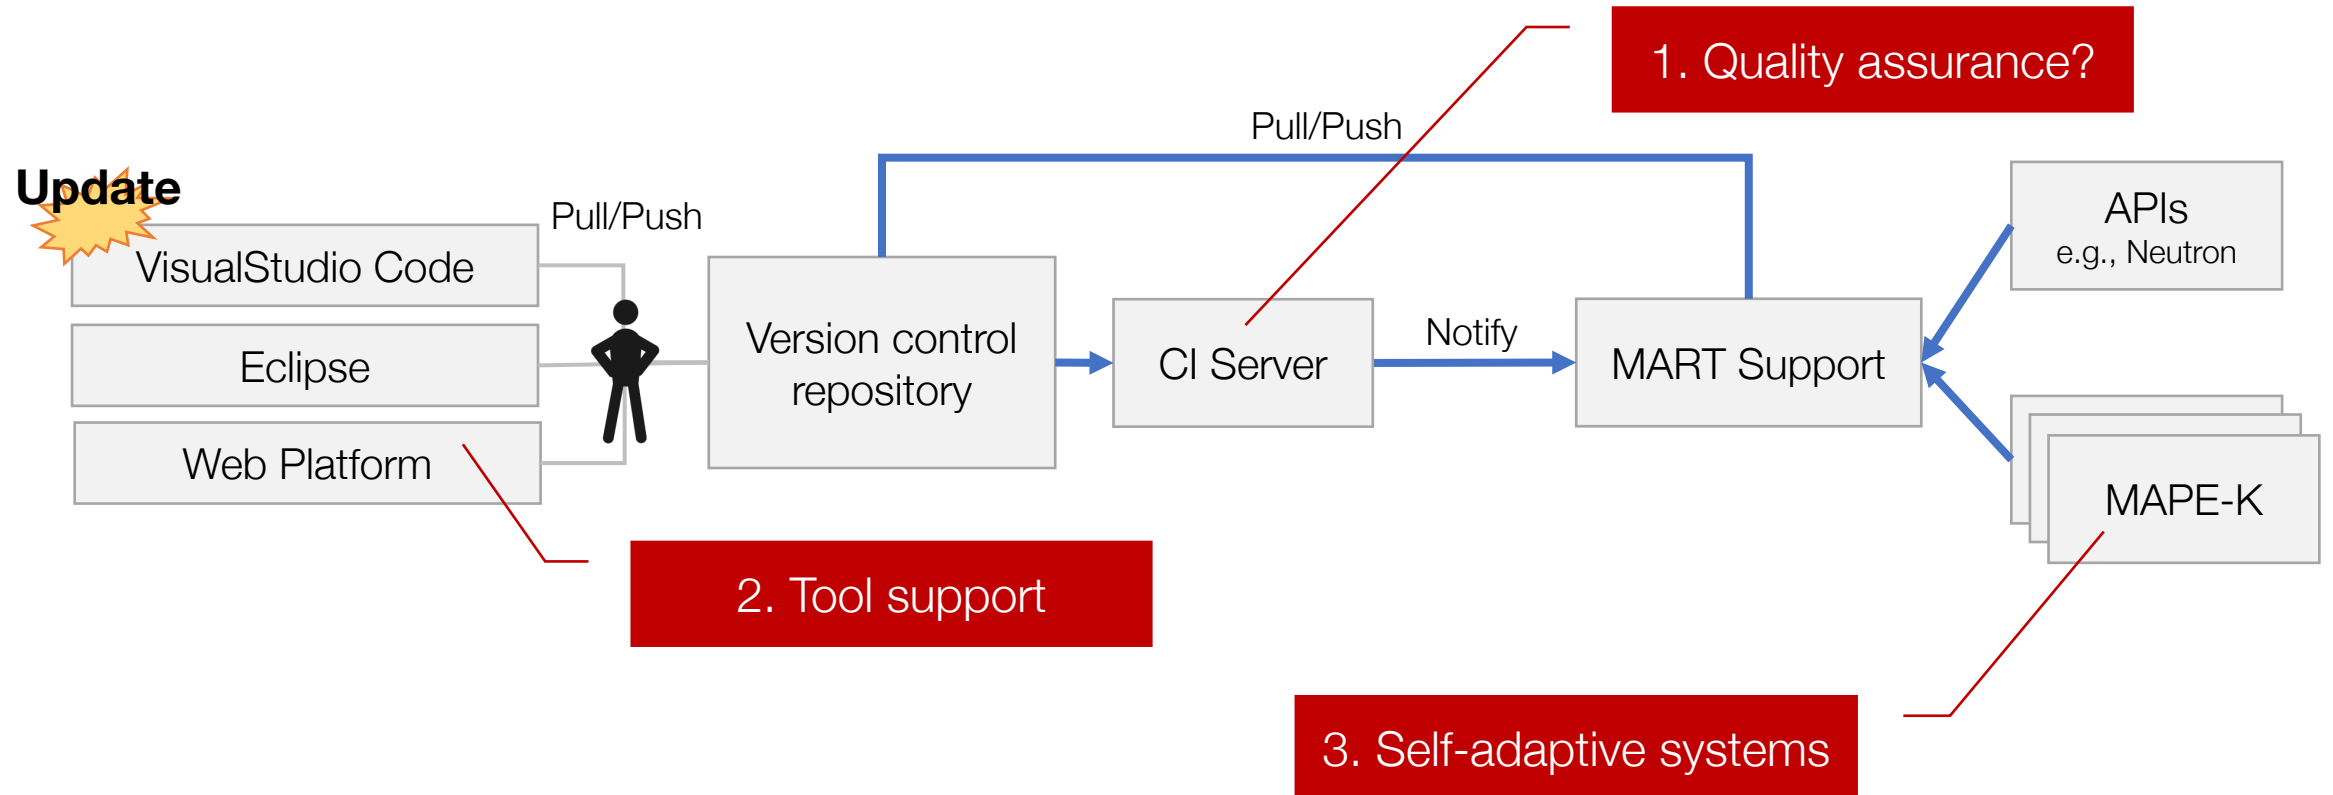 1. Quality assurance?
Pull/Push
Update
Pull/Push
VisualStudio Code
Eclipse
Web Platform
Version control
repository
CI Server
Notify
MART Support
APIs
e.g., Neutron
MAPE-K
2. Tool support
3. Self-adaptive systems